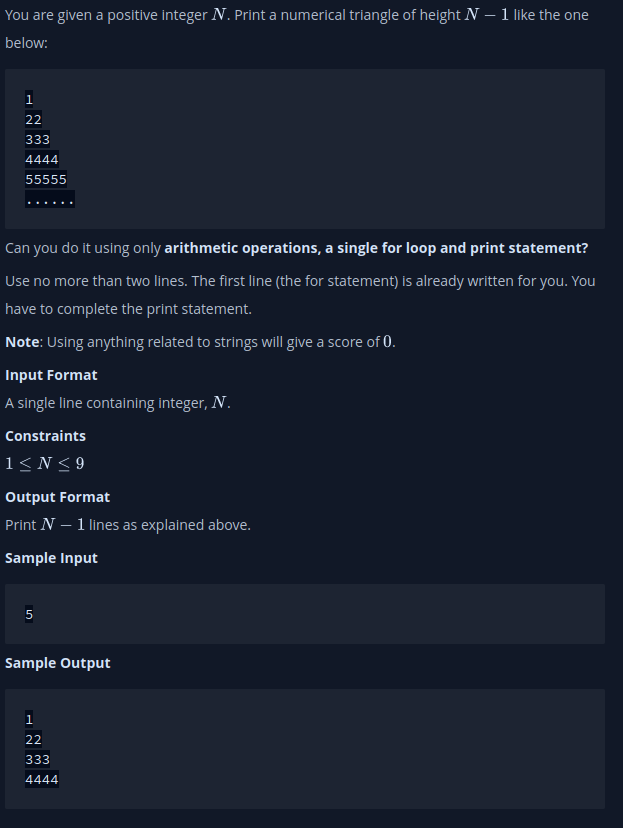 You are given a positive integer N. Print a numerical triangle of height N − 1 like the one
below:
1
22
333
4444
55555
......
Can you do it using only arithmetic operations, a single for loop and print statement?
Use no more than two lines. The first line (the for statement) is already written for you. You
have to complete the print statement.
Note: Using anything related to strings will give a score of 0.
Input Format
A single line containing integer, N.
Constraints
1 ≤ N ≤ 9
Output Format
Print N − 1 lines as explained above.
Sample Input
5
Sample Output
1
22
333
4444